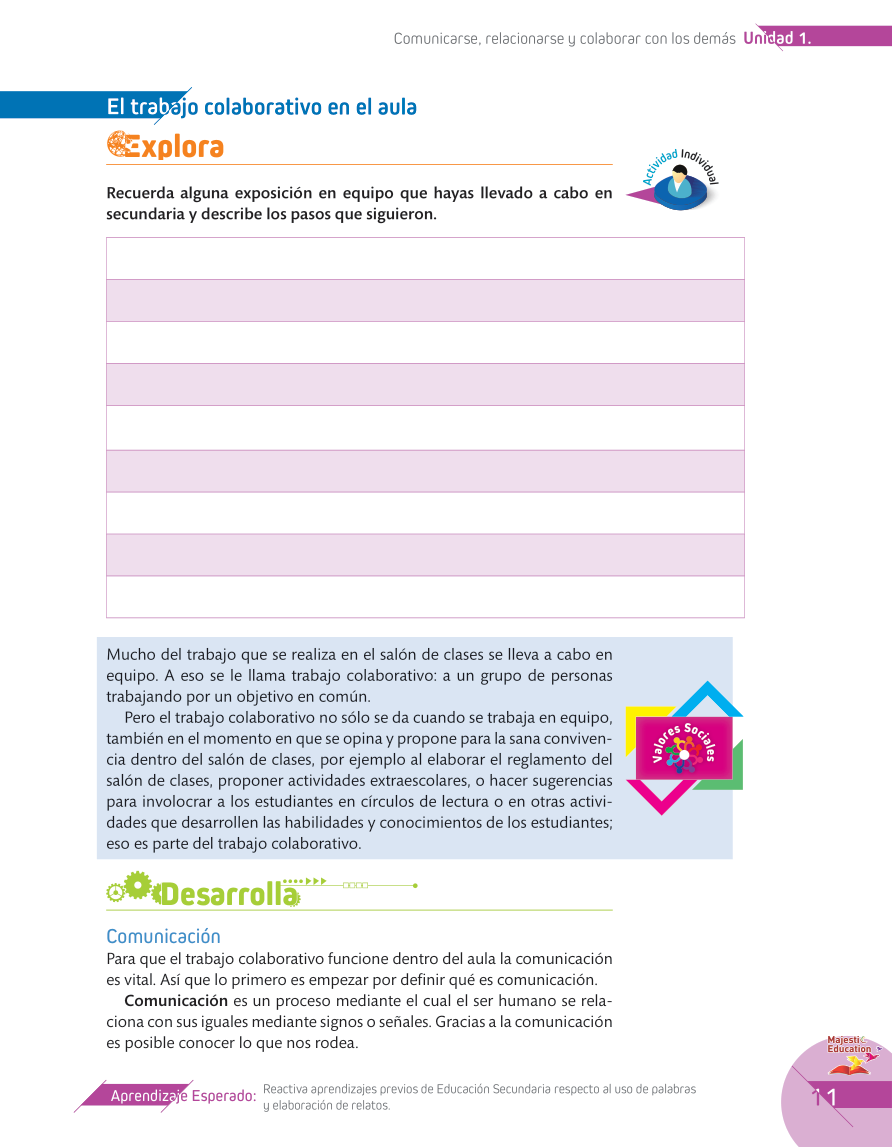 Comunicarse, relacionarse y colaborar con los demás Unidad 1.
El trabajo colaborativo en el aula
Explora
Actividad Individual
Recuerda alguna exposición en equipo que hayas llevado a cabo en
secundaria y describe los pasos que siguieron.
Mucho del trabajo que se realiza en el salón de clases se lleva a cabo en
equipo. A eso se le llama trabajo colaborativo: a un grupo de personas
trabajando por un objetivo en común.
Pero el trabajo colaborativo no sólo se da cuando se trabaja en equipo,
también en el momento en que se opina y propone para la sana conviven-
cia dentro del salón de clases, por ejemplo al elaborar el reglamento del
salón de clases, proponer actividades extraescolares, o hacer sugerencias
para involocrar a los estudiantes en círculos de lectura o en otras activi-
dades que desarrollen las habilidades y conocimientos de los estudiantes;
eso es parte del trabajo colaborativo.
Valores Sociales
Desarrolla
Comunicación
Para que el trabajo colaborativo funcione dentro del aula la comunicación
es vital. Así que lo primero es empezar por definir qué es comunicación.
Comunicación es un proceso mediante el cual el ser humano se rela-
ciona con sus iguales mediante signos o señales. Gracias a la comunicación
es posible conocer lo que nos rodea.
Majestic
Education
Aprendizaje Esperado: Reactiva aprendizajes previos de Educación Secundaria respecto al uso de palabras
y elaboración de relatos.
11